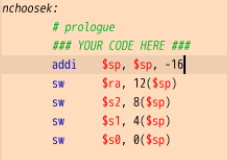 nchoosek:
# prologue
### YOUR CODE HERE ###
addi $sp, $sp, -16
sw $ra, 12($sp)
sw $s2, 8($sp)
sw $s1, 4($sp)
sw $s0, 0($sp)